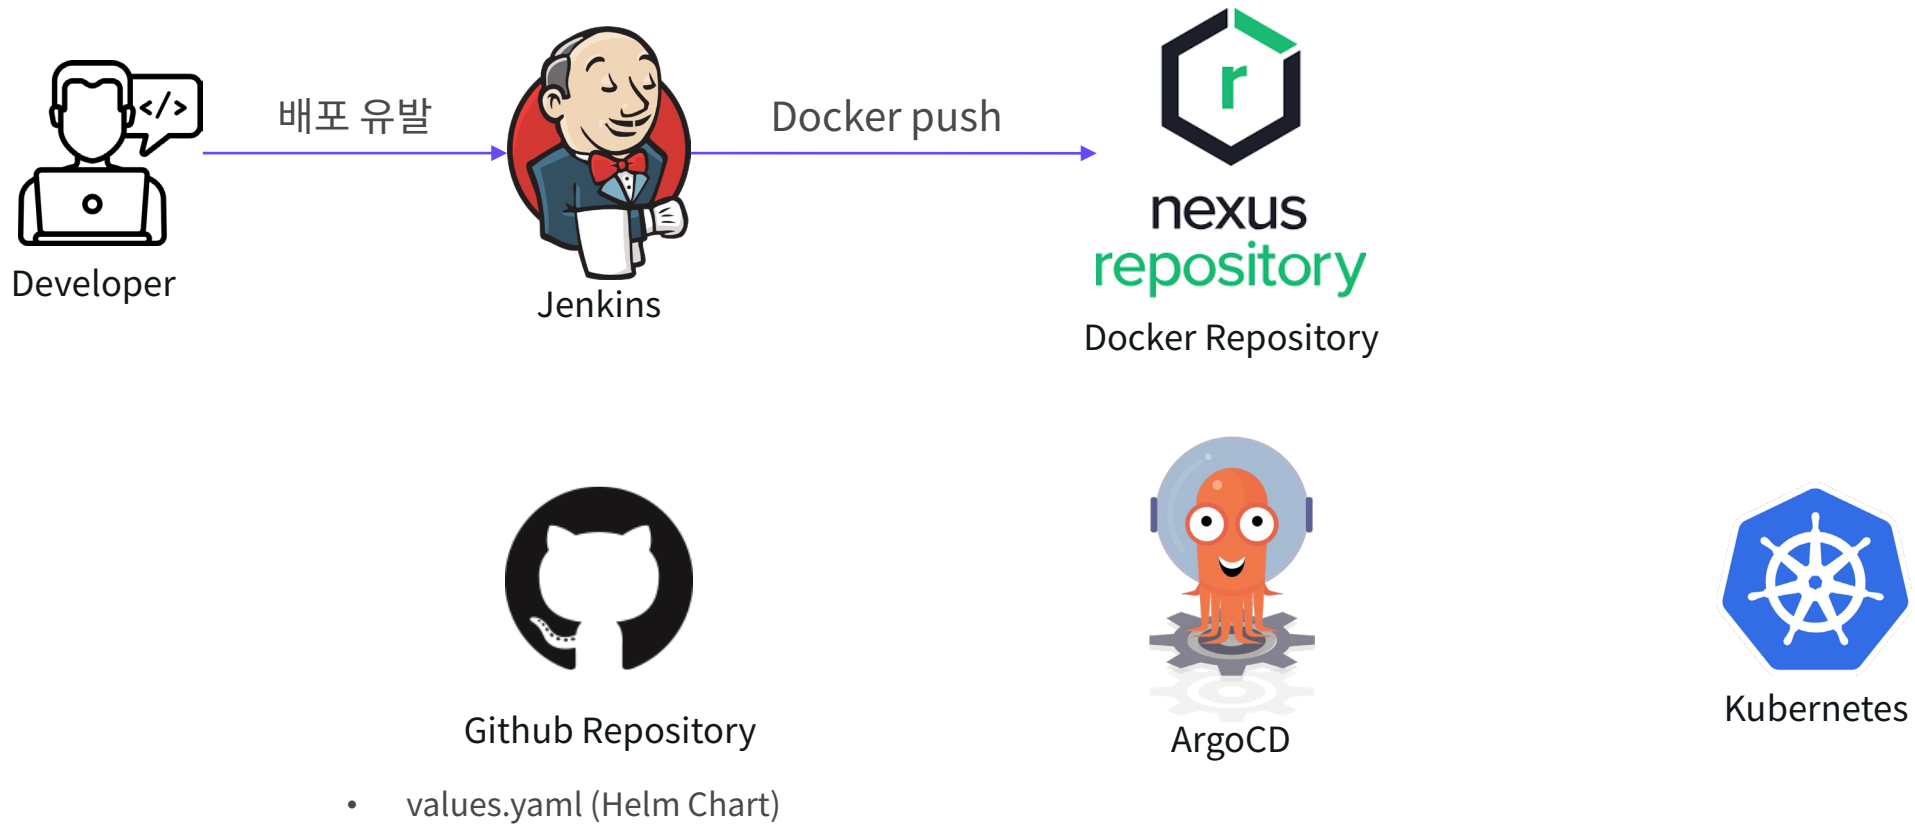 배포 유발
Docker push
</>
r
nexus
repository
Developer
Jenkins
Docker Repository
Github Repository
ArgoCD
Kubernetes
• values.yaml (Helm Chart)